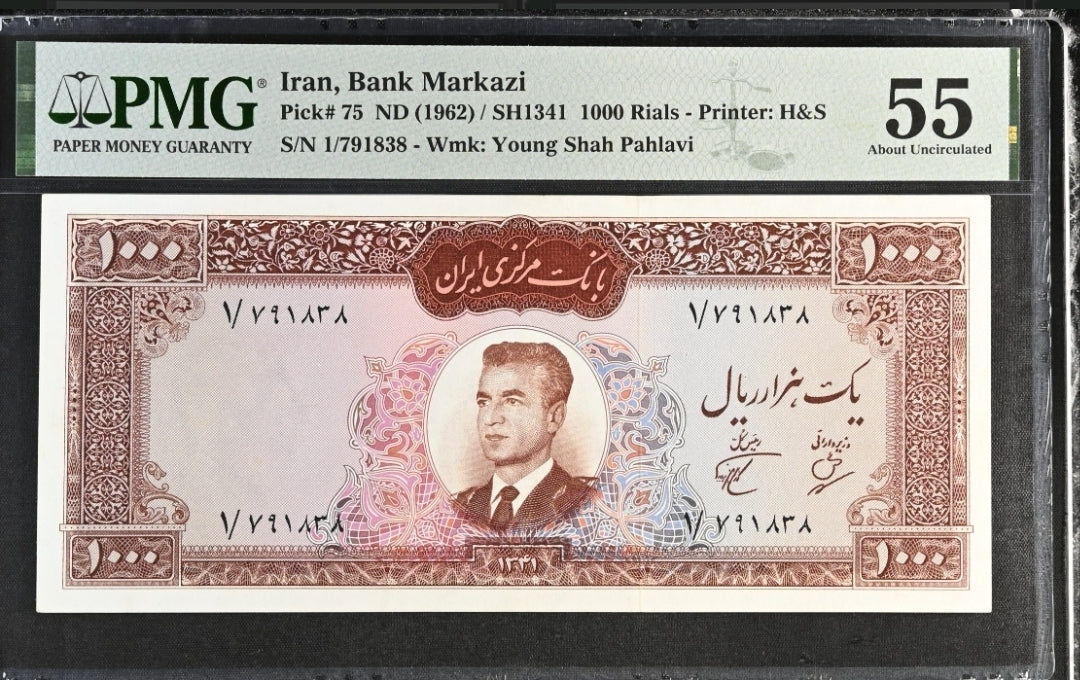 PMG®
PAPER MONEY GUARANTY
Iran, Bank Markazi
Pick# 75 ND (1962) / SH1341 1000 Rials - Printer: H&S
S/N 1/791838 - Wmk: Young Shah Pahlavi
55
About Uncirculated
۱۰۰۰
بانک مرکزی ایران
۱۰۰۰
۱/۷۹۱۸۳۸
۱/۷۹۱۸۳۸
یکت هزار ریال
وزیر دارائی
رئیس کل
۱/۷۹۱۸۳۸
۱/۷۹۱۸۳۸
۱۰۰۰
۱۳۴۱
۱۰۰۰